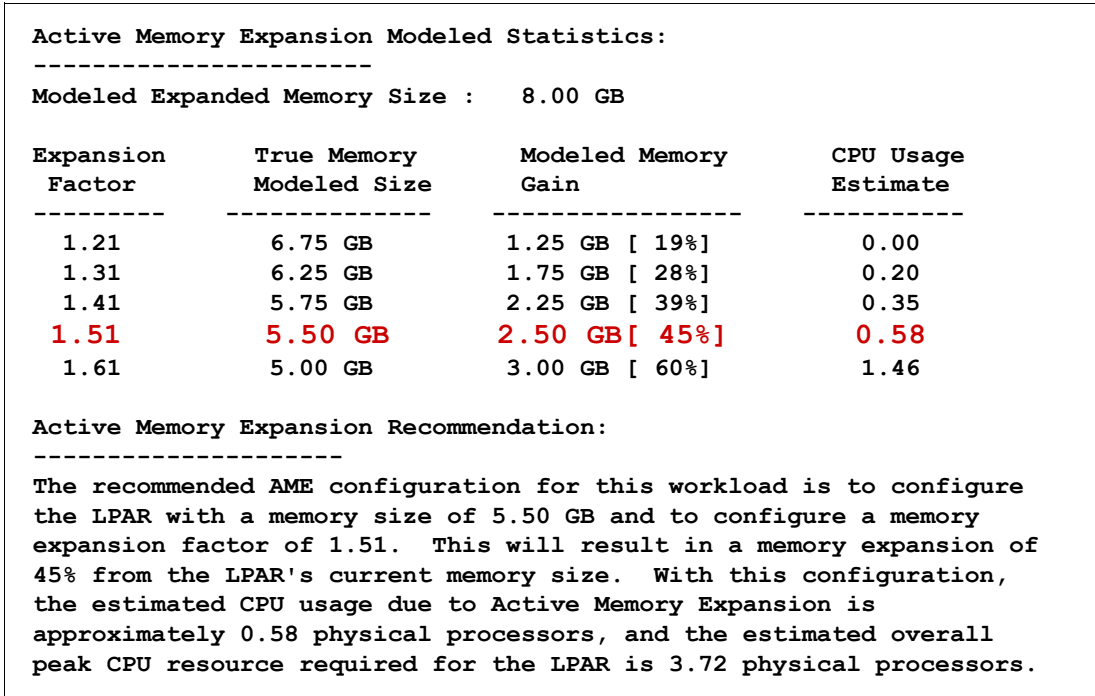 Active Memory Expansion Modeled Statistics:
-----------------------
Modeled Expanded Memory Size :   8.00 GB
Expansion      True Memory       Modeled Memory       CPU Usage
Factor        Modeled Size      Gain                 Estimate
---------    --------------    -----------------    -----------
1.21          6.75 GB          1.25 GB [ 19%]         0.00
1.31          6.25 GB          1.75 GB [ 28%]         0.20
1.41          5.75 GB          2.25 GB [ 39%]         0.35
1.51          5.50 GB          2.50 GB[ 45%]          0.58
1.61          5.00 GB          3.00 GB [ 60%]         1.46
Active Memory Expansion Recommendation:
---------------------
The recommended AME configuration for this workload is to configure
the LPAR with a memory size of 5.50 GB and to configure a memory
expansion factor of 1.51.  This will result in a memory expansion of
45% from the LPAR's current memory size.  With this configuration,
the estimated CPU usage due to Active Memory Expansion is
approximately 0.58 physical processors, and the estimated overall
peak CPU resource required for the LPAR is 3.72 physical processors.